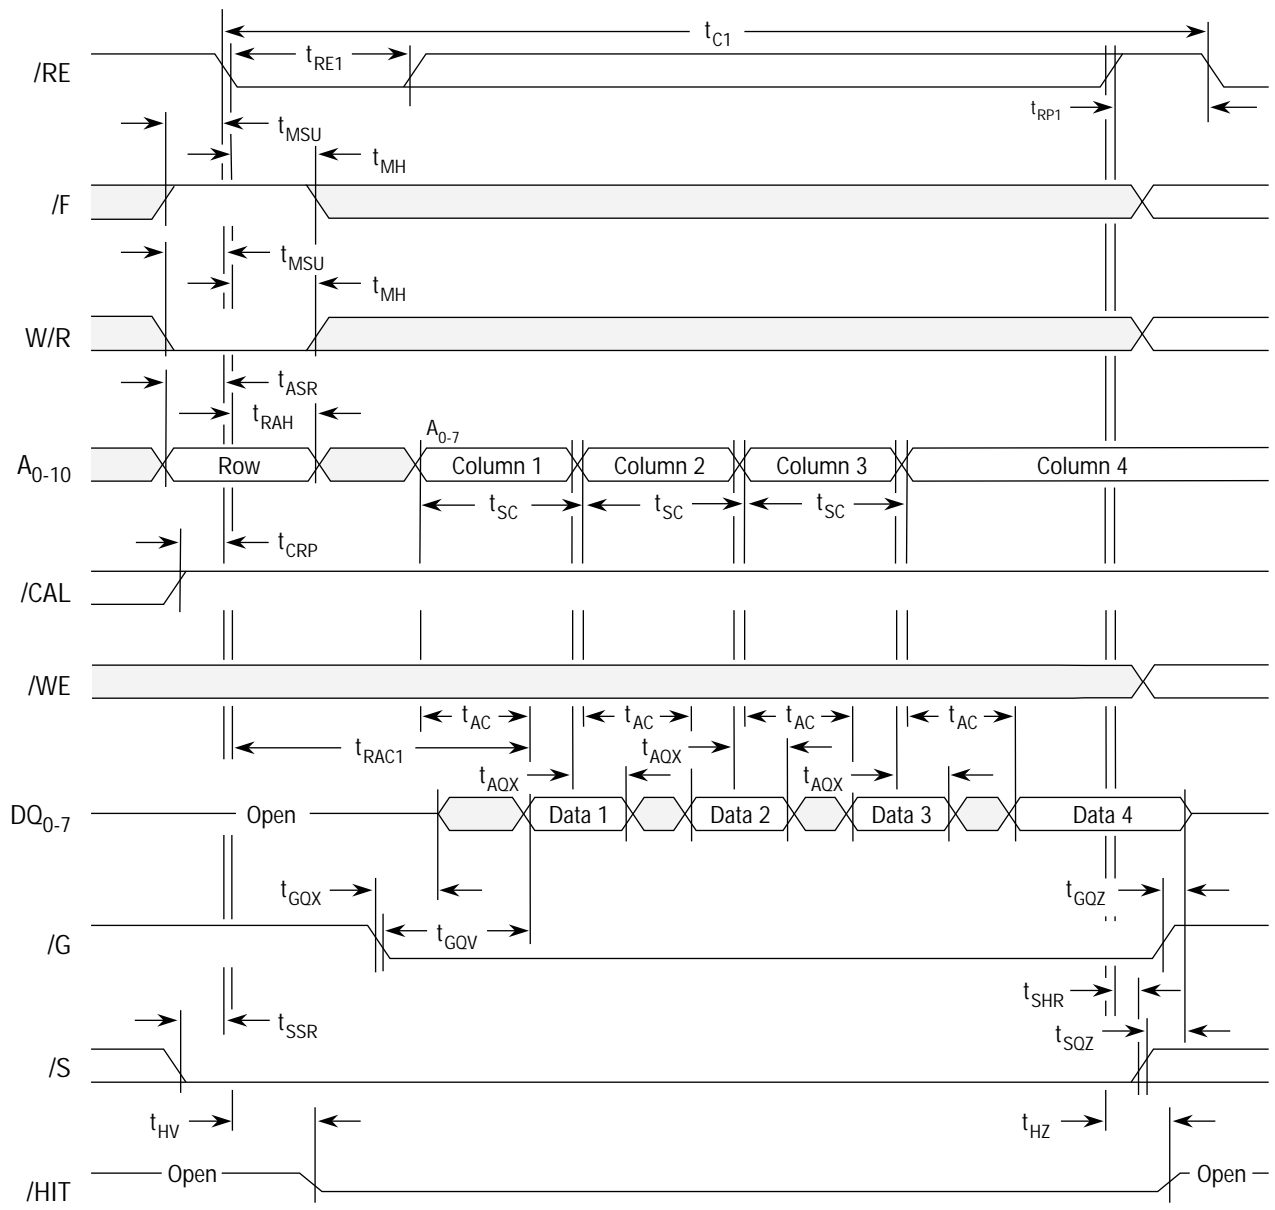 tC1
/RE
tRE1
tRP1
tMSU
tMH
/F
tMSU
tMH
W/R
tASR
tRAH
A0-7
A0-10
Row
Column 1
Column 2
Column 3
Column 4
tSC
tSC
tSC
tCRP
/CAL
/WE
tAC
tAC
tAC
tAC
tRAC1
tAQX
tAQX
tAQX
DQ0-7
Open
Data 1
Data 2
Data 3
Data 4
tGQX
tGQZ
/G
tGQV
tSHR
tSSR
tSQZ
/S
tHV
tHZ
/HIT
Open
Open